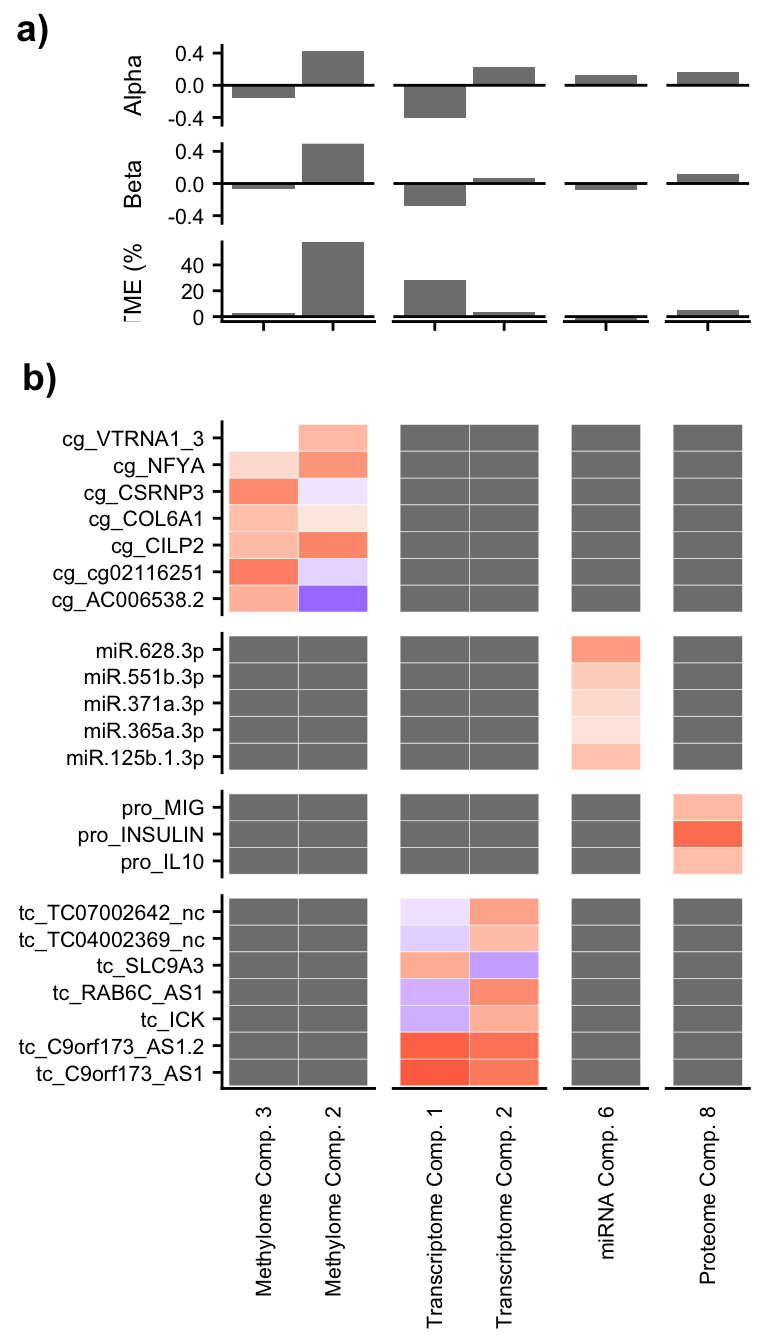 a)
Alpha
0.4
0.0
-0.4
Beta
0.4
0.0
-0.4
TME (%
40
20
0
b)
cg_VTRNA1_3
cg_NFYA
cg_CSRNP3
cg_COL6A1
cg_CILP2
cg_cg02116251
cg_AC006538.2
miR.628.3p
miR.551b.3p
miR.371a.3p
miR.365a.3p
miR.125b.1.3p
pro_MIG
pro_INSULIN
pro_IL10
tc_TC07002642_nc
tc_TC04002369_nc
tc_SLC9A3
tc_RAB6C_AS1
tc_ICK
tc_C9orf173_AS1.2
tc_C9orf173_AS1
Methylome Comp. 3
Methylome Comp. 2
Transcriptome Comp. 1
Transcriptome Comp. 2
miRNA Comp. 6
Proteome Comp. 8